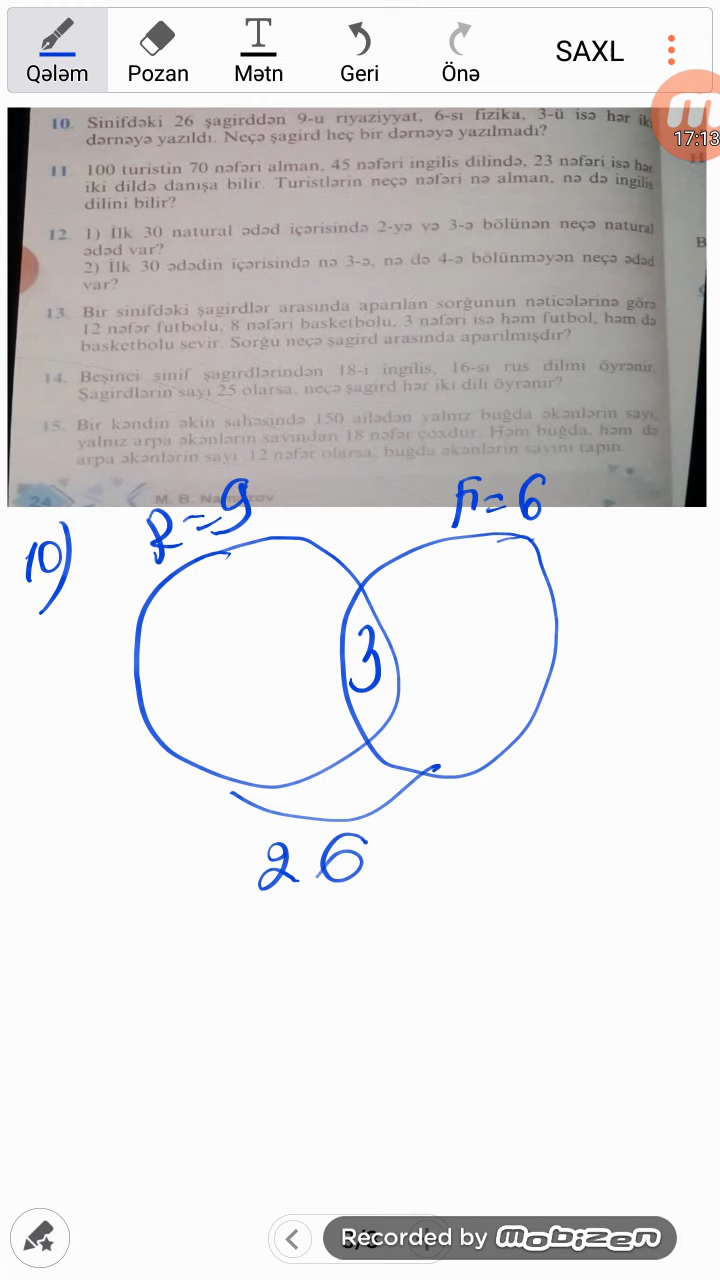 Qələm Pozan Mətn Geri Önə SAXL
17:13
10. Sinifdəki 26 şagirddən 9-u riyaziyyat, 6-sı fizika, 3-ü isə hər iki
dərnəyə yazıldı. Neçə şagird heç bir dərnəyə yazılmadı?
11. 100 turistin 70 nəfəri alman, 45 nəfəri ingilis dilində, 23 nəfəri isə hər
iki dildə danışa bilir. Turistlərin neçə nəfəri nə alman, nə də ingilis
dilini bilir?
12. 1) İlk 30 natural ədəd içərisində 2-yə və 3-ə bölünən neçə natural
ədəd var?
2) İlk 30 ədədin içərisində nə 3-ə, nə də 4-ə bölünməyən neçə ədəd
var?
13. Bir sinifdəki şagirdlər arasında aparılan sorğunun nəticələrinə görə
12 nəfər futbolu, 8 nəfəri basketbolu, 3 nəfəri isə həm futbol, həm də
basketbolu sevir. Sorğu neçə şagird arasında aparılmışdır?
14. Beşinci sinif şagirdlərindən 18-i ingilis, 16-sı rus dilini öyrənir.
Şagirdlərin sayı 25 olarsa, neçə şagird hər iki dili öyrənir?
15. Bir kəndin əkin sahəsində 150 ailədən yalnız buğda əkənlərin sayı,
yalnız arpa əkənlərin sayından 18 nəfər çoxdur. Həm buğda, həm də
arpa əkənlərin sayı 12 nəfər olarsa, buğda əkənlərin sayını tapın.
24 M. B. Namazov
10) R=9 F=6
3
26
Recorded by mobizen